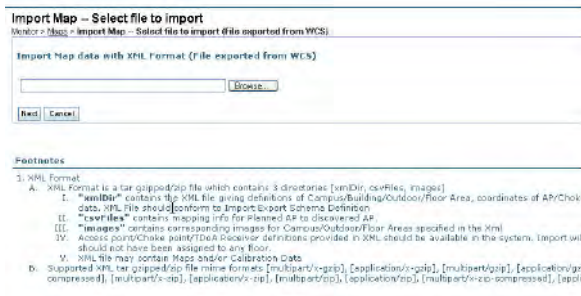 Import Map -- Select file to import
Monitor > Maps > Import Map -- Select file to import (File exported from WCS)
Import Map data with XML Format (File exported from WCS)
Browse...
Next Cancel
Footnotes
1. XML Format
A. XML Format is a tar gzipped/zip file which contains 3 directories [xmlDir, csvFiles, images]
I. "xmlDir" contains the XML file giving definitions of Campus/Building/Outdoor/Floor Area, coordinates of AP/Chok
data. XML File should conform to Import Export Schema Definition
II. "csvFiles" contains mapping info for Planned AP to discovered AP.
III. "images" contains corresponding images for Campus/Outdoor/Floor Areas specified in the Xml
IV. Access point/Choke point/TDoA Receiver definitions provided in XML should be available in the system. Import wil
should not have been assigned to any floor.
V. XML file may contain Maps and/or Calibration Data
B. Supported XML tar gzipped/zip file mime formats [multipart/x-gzip], [application/x-gzip], [multipart/gzip], [application/gz
compressed], [multipart/x-zip], [application/x-zip], [multipart/zip], [application/zip], [multipart/x-zip-compressed], [appli